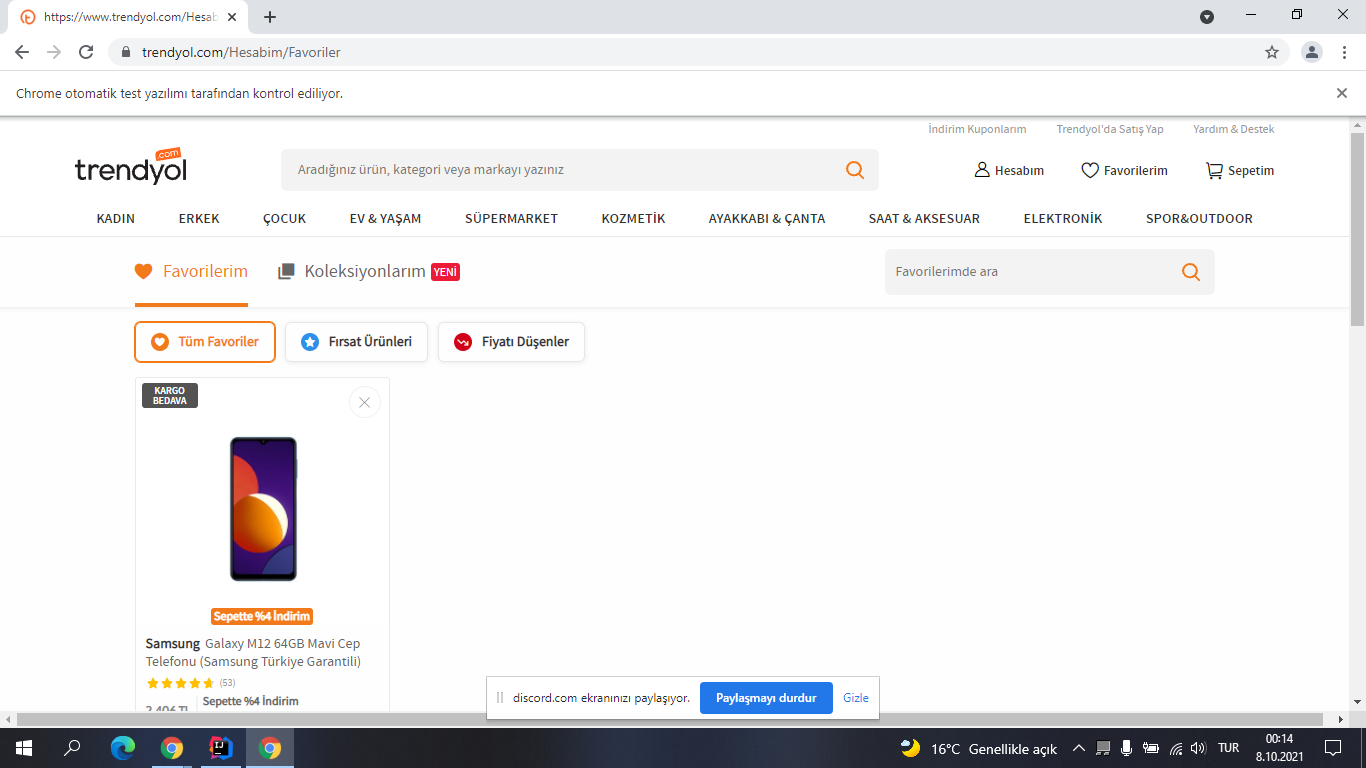 https://www.trendyol.com/Hesab
trendyol.com/Hesabim/Favoriler
Chrome otomatik test yazılımı tarafından kontrol ediliyor.
İndirim Kuponlarım Trendyol'da Satış Yap Yardım & Destek
trendyol .com
Aradığınız ürün, kategori veya markayı yazınız
Hesabım Favorilerim Sepetim
KADIN ERKEK ÇOCUK EV & YAŞAM SÜPERMARKET KOZMETİK AYAKKABI & ÇANTA SAAT & AKSESUAR ELEKTRONİK SPOR&OUTDOOR
Favorilerim Koleksiyonlarım YENİ Favorilerimde ara
Tüm Favoriler Fırsat Ürünleri Fiyatı Düşenler
KARGO
BEDAVA
Sepette %4 İndirim
Samsung Galaxy M12 64GB Mavi Cep
Telefonu (Samsung Türkiye Garantili)
(53)
Sepette %4 İndirim
2.406 TL
discord.com ekranınızı paylaşıyor. Paylaşmayı durdur Gizle
16°C Genellikle açık TUR
00:14
8.10.2021